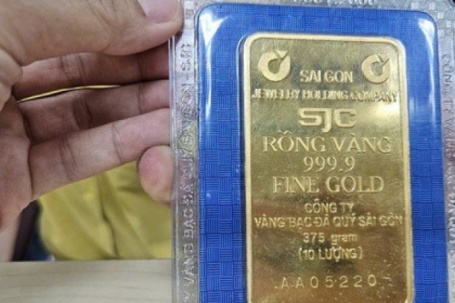 SAI GON
JEWELRY HOLDING COMPANY
SJC
RỒNG VÀNG
999.9
FINE GOLD
CÔNG TY
VÀNG BẠC ĐÁ QUÝ SÀI GÒN
375 gram
(10 LƯỢNG)
AA05220